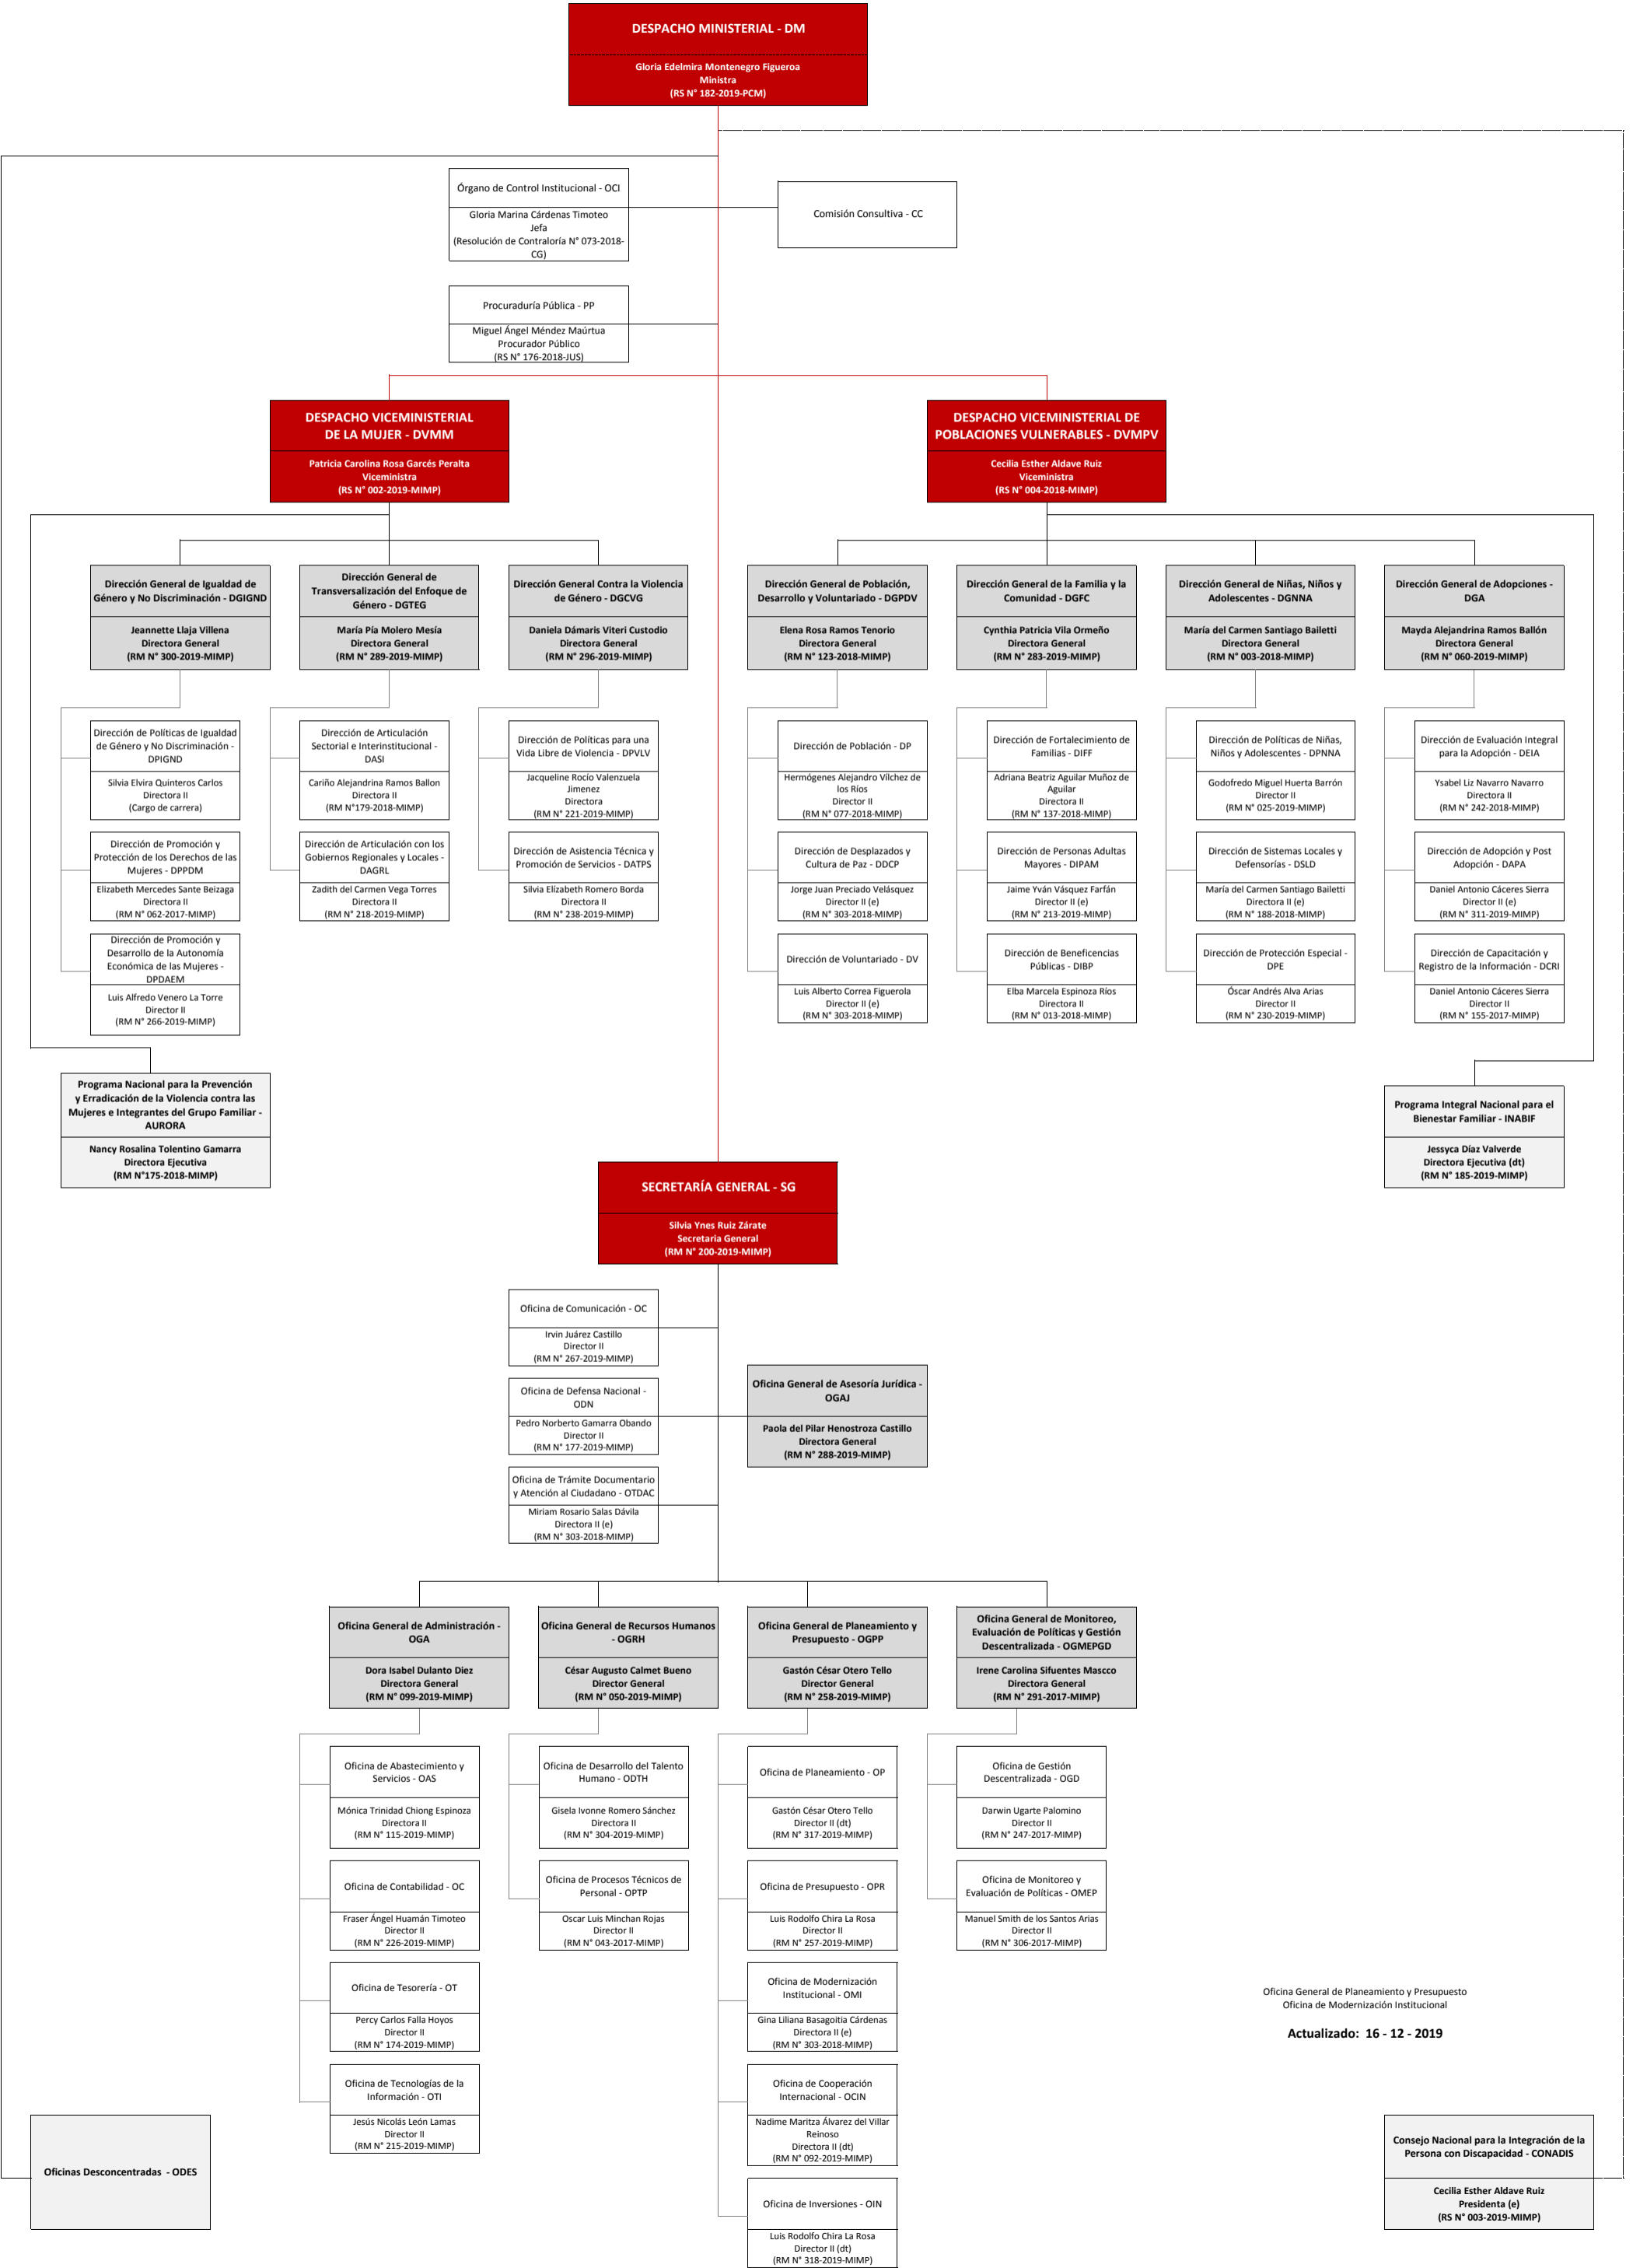 DESPACHO MINISTERIAL - DM
Gloria Edelmira Montenegro Figueroa
Ministra
(RS N° 182-2019-PCM)
Órgano de Control Institucional - OCI
Gloria Marina Cárdenas Timoteo
Jefa
(Resolución de Contraloría N° 073-2018-
CG)
Comisión Consultiva - CC
Procuraduría Pública - PP
Miguel Ángel Méndez Maúrtua
Procurador Público
(RS N° 176-2018-JUS)
DESPACHO VICEMINISTERIAL
DE LA MUJER - DVMM
Patricia Carolina Rosa Garcés Peralta
Viceministra
(RS N° 002-2019-MIMP)
DESPACHO VICEMINISTERIAL DE
POBLACIONES VULNERABLES - DVMPV
Cecilia Esther Aldave Ruiz
Viceministra
(RS N° 004-2018-MIMP)
Dirección General de Igualdad de
Género y No Discriminación - DGIGND
Jeannette Llaja Villena
Directora General
(RM N° 300-2019-MIMP)
Dirección General de
Transversalización del Enfoque de
Género - DGTEG
María Pía Molero Mesía
Directora General
(RM N° 289-2019-MIMP)
Dirección General Contra la Violencia
de Género - DGCVG
Daniela Dámaris Viteri Custodio
Directora General
(RM N° 296-2019-MIMP)
Dirección General de Población,
Desarrollo y Voluntariado - DGPDV
Elena Rosa Ramos Tenorio
Directora General
(RM N° 123-2018-MIMP)
Dirección General de la Familia y la
Comunidad - DGFC
Cynthia Patricia Vila Ormeño
Directora General
(RM N° 283-2019-MIMP)
Dirección General de Niñas, Niños y
Adolescentes - DGNNA
María del Carmen Santiago Bailetti
Directora General
(RM N° 003-2018-MIMP)
Dirección General de Adopciones -
DGA
Mayda Alejandrina Ramos Ballón
Directora General
(RM N° 060-2019-MIMP)
Dirección de Políticas de Igualdad
de Género y No Discriminación -
DPIGND
Silvia Elvira Quinteros Carlos
Directora II
(Cargo de carrera)
Dirección de Articulación
Sectorial e Interinstitucional -
DASI
Cariño Alejandrina Ramos Ballon
Directora II
(RM N°179-2018-MIMP)
Dirección de Políticas para una
Vida Libre de Violencia - DPVLV
Jacqueline Rocío Valenzuela
Jimenez
Directora
(RM N° 221-2019-MIMP)
Dirección de Población - DP
Hermógenes Alejandro Vílchez de
los Ríos
Director II
(RM N° 077-2018-MIMP)
Dirección de Fortalecimiento de
Familias - DIFF
Adriana Beatriz Aguilar Muñoz de
Aguilar
Directora II
(RM N° 137-2018-MIMP)
Dirección de Políticas de Niñas,
Niños y Adolescentes - DPNNA
Godofredo Miguel Huerta Barrón
Director II
(RM N° 025-2019-MIMP)
Dirección de Evaluación Integral
para la Adopción - DEIA
Ysabel Liz Navarro Navarro
Directora II
(RM N° 242-2018-MIMP)
Dirección de Promoción y
Protección de los Derechos de las
Mujeres - DPPDM
Elizabeth Mercedes Sante Beizaga
Directora II
(RM N° 062-2017-MIMP)
Dirección de Articulación con los
Gobiernos Regionales y Locales -
DAGRL
Zadith del Carmen Vega Torres
Directora II
(RM N° 218-2019-MIMP)
Dirección de Asistencia Técnica y
Promoción de Servicios - DATPS
Silvia Elízabeth Romero Borda
Directora II
(RM N° 238-2019-MIMP)
Dirección de Desplazados y
Cultura de Paz - DDCP
Jorge Juan Preciado Velásquez
Director II (e)
(RM N° 303-2018-MIMP)
Dirección de Personas Adultas
Mayores - DIPAM
Jaime Yván Vásquez Farfán
Director II (e)
(RM N° 213-2019-MIMP)
Dirección de Sistemas Locales y
Defensorías - DSLD
María del Carmen Santiago Bailetti
Directora II (e)
(RM N° 188-2018-MIMP)
Dirección de Adopción y Post
Adopción - DAPA
Daniel Antonio Cáceres Sierra
Director II (e)
(RM N° 311-2019-MIMP)
Dirección de Promoción y
Desarrollo de la Autonomía
Económica de las Mujeres -
DPDAEM
Luis Alfredo Venero La Torre
Director II
(RM N° 266-2019-MIMP)
Dirección de Voluntariado - DV
Luis Alberto Correa Figuerola
Director II (e)
(RM N° 303-2018-MIMP)
Dirección de Beneficencias
Públicas - DIBP
Elba Marcela Espinoza Ríos
Directora II
(RM N° 013-2018-MIMP)
Dirección de Protección Especial -
DPE
Óscar Andrés Alva Arias
Director II
(RM N° 230-2019-MIMP)
Dirección de Capacitación y
Registro de la Información - DCRI
Daniel Antonio Cáceres Sierra
Director II
(RM N° 155-2017-MIMP)
Programa Nacional para la Prevención
y Erradicación de la Violencia contra las
Mujeres e Integrantes del Grupo Familiar -
AURORA
Nancy Rosalina Tolentino Gamarra
Directora Ejecutiva
(RM N°175-2018-MIMP)
Programa Integral Nacional para el
Bienestar Familiar - INABIF
Jessyca Díaz Valverde
Directora Ejecutiva (dt)
(RM N° 185-2019-MIMP)
SECRETARÍA GENERAL - SG
Silvia Ynes Ruiz Zárate
Secretaria General
(RM N° 200-2019-MIMP)
Oficina de Comunicación - OC
Irvin Juárez Castillo
Director II
(RM N° 267-2019-MIMP)
Oficina de Defensa Nacional -
ODN
Pedro Norberto Gamarra Obando
Director II
(RM N° 177-2019-MIMP)
Oficina General de Asesoría Jurídica -
OGAJ
Paola del Pilar Henostroza Castillo
Directora General
(RM N° 288-2019-MIMP)
Oficina de Trámite Documentario
y Atención al Ciudadano - OTDAC
Miriam Rosario Salas Dávila
Directora II (e)
(RM N° 303-2018-MIMP)
Oficina General de Administración -
OGA
Dora Isabel Dulanto Diez
Directora General
(RM N° 099-2019-MIMP)
Oficina General de Recursos Humanos
- OGRH
César Augusto Calmet Bueno
Director General
(RM N° 050-2019-MIMP)
Oficina General de Planeamiento y
Presupuesto - OGPP
Gastón César Otero Tello
Director General
(RM N° 258-2019-MIMP)
Oficina General de Monitoreo,
Evaluación de Políticas y Gestión
Descentralizada - OGMEPGD
Irene Carolina Sifuentes Mascco
Directora General
(RM N° 291-2017-MIMP)
Oficina de Abastecimiento y
Servicios - OAS
Mónica Trinidad Chiong Espinoza
Directora II
(RM N° 115-2019-MIMP)
Oficina de Desarrollo del Talento
Humano - ODTH
Gisela Ivonne Romero Sánchez
Directora II
(RM N° 304-2019-MIMP)
Oficina de Planeamiento - OP
Gastón César Otero Tello
Director II (dt)
(RM N° 317-2019-MIMP)
Oficina de Gestión
Descentralizada - OGD
Darwin Ugarte Palomino
Director II
(RM N° 247-2017-MIMP)
Oficina de Contabilidad - OC
Fraser Ángel Huamán Timoteo
Director II
(RM N° 226-2019-MIMP)
Oficina de Procesos Técnicos de
Personal - OPTP
Oscar Luis Minchan Rojas
Director II
(RM N° 043-2017-MIMP)
Oficina de Presupuesto - OPR
Luis Rodolfo Chira La Rosa
Director II
(RM N° 257-2019-MIMP)
Oficina de Monitoreo y
Evaluación de Políticas - OMEP
Manuel Smith de los Santos Arias
Director II
(RM N° 306-2017-MIMP)
Oficina de Tesorería - OT
Percy Carlos Falla Hoyos
Director II
(RM N° 174-2019-MIMP)
Oficina de Modernización
Institucional - OMI
Gina Liliana Basagoitia Cárdenas
Directora II (e)
(RM N° 303-2018-MIMP)
Oficina General de Planeamiento y Presupuesto
Oficina de Modernización Institucional
Actualizado: 16 - 12 - 2019
Oficina de Tecnologías de la
Información - OTI
Jesús Nicolás León Lamas
Director II
(RM N° 215-2019-MIMP)
Oficina de Cooperación
Internacional - OCIN
Nadime Maritza Álvarez del Villar
Reinoso
Directora II (dt)
(RM N° 092-2019-MIMP)
Oficinas Desconcentradas - ODES
Consejo Nacional para la Integración de la
Persona con Discapacidad - CONADIS
Cecilia Esther Aldave Ruiz
Presidenta (e)
(RS N° 003-2019-MIMP)
Oficina de Inversiones - OIN
Luis Rodolfo Chira La Rosa
Director II (dt)
(RM N° 318-2019-MIMP)